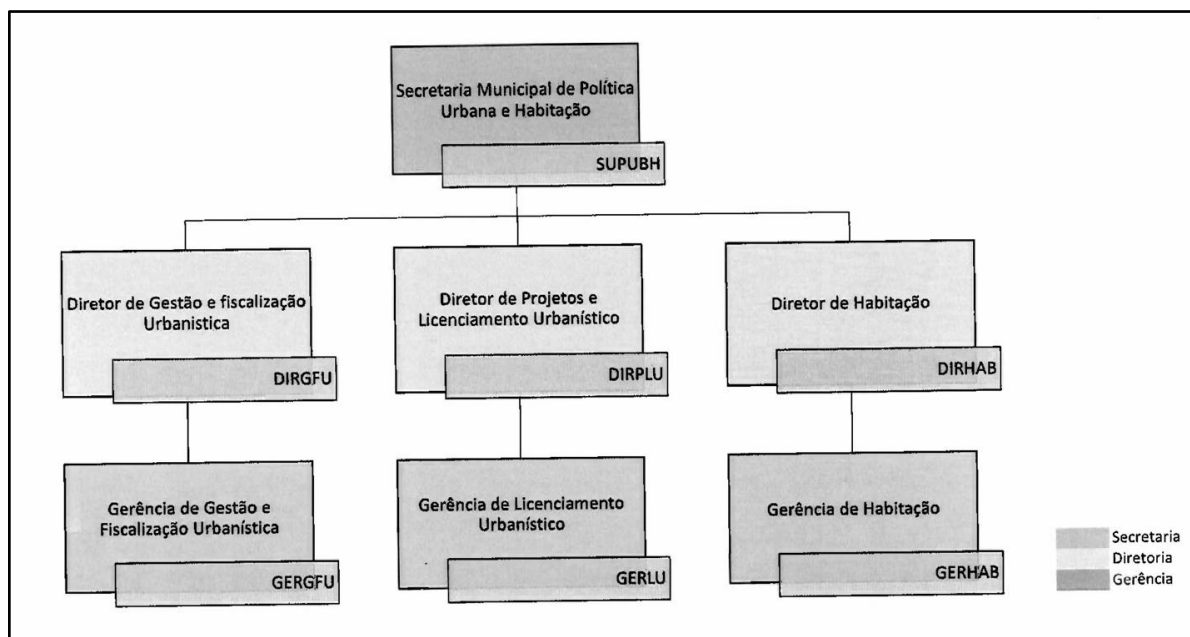 Secretaria Municipal de Política
Urbana e Habitação
SUPUBH
Diretor de Gestão e fiscalização
Urbanistica
DIRGFU
Diretor de Projetos e
Licenciamento Urbanístico
DIRPLU
Diretor de Habitação
DIRHAB
Gerência de Gestão e
Fiscalização Urbanística
GERGFU
Gerência de Licenciamento
Urbanístico
GERLU
Gerência de Habitação
GERHAB
Secretaria
Diretoria
Gerência